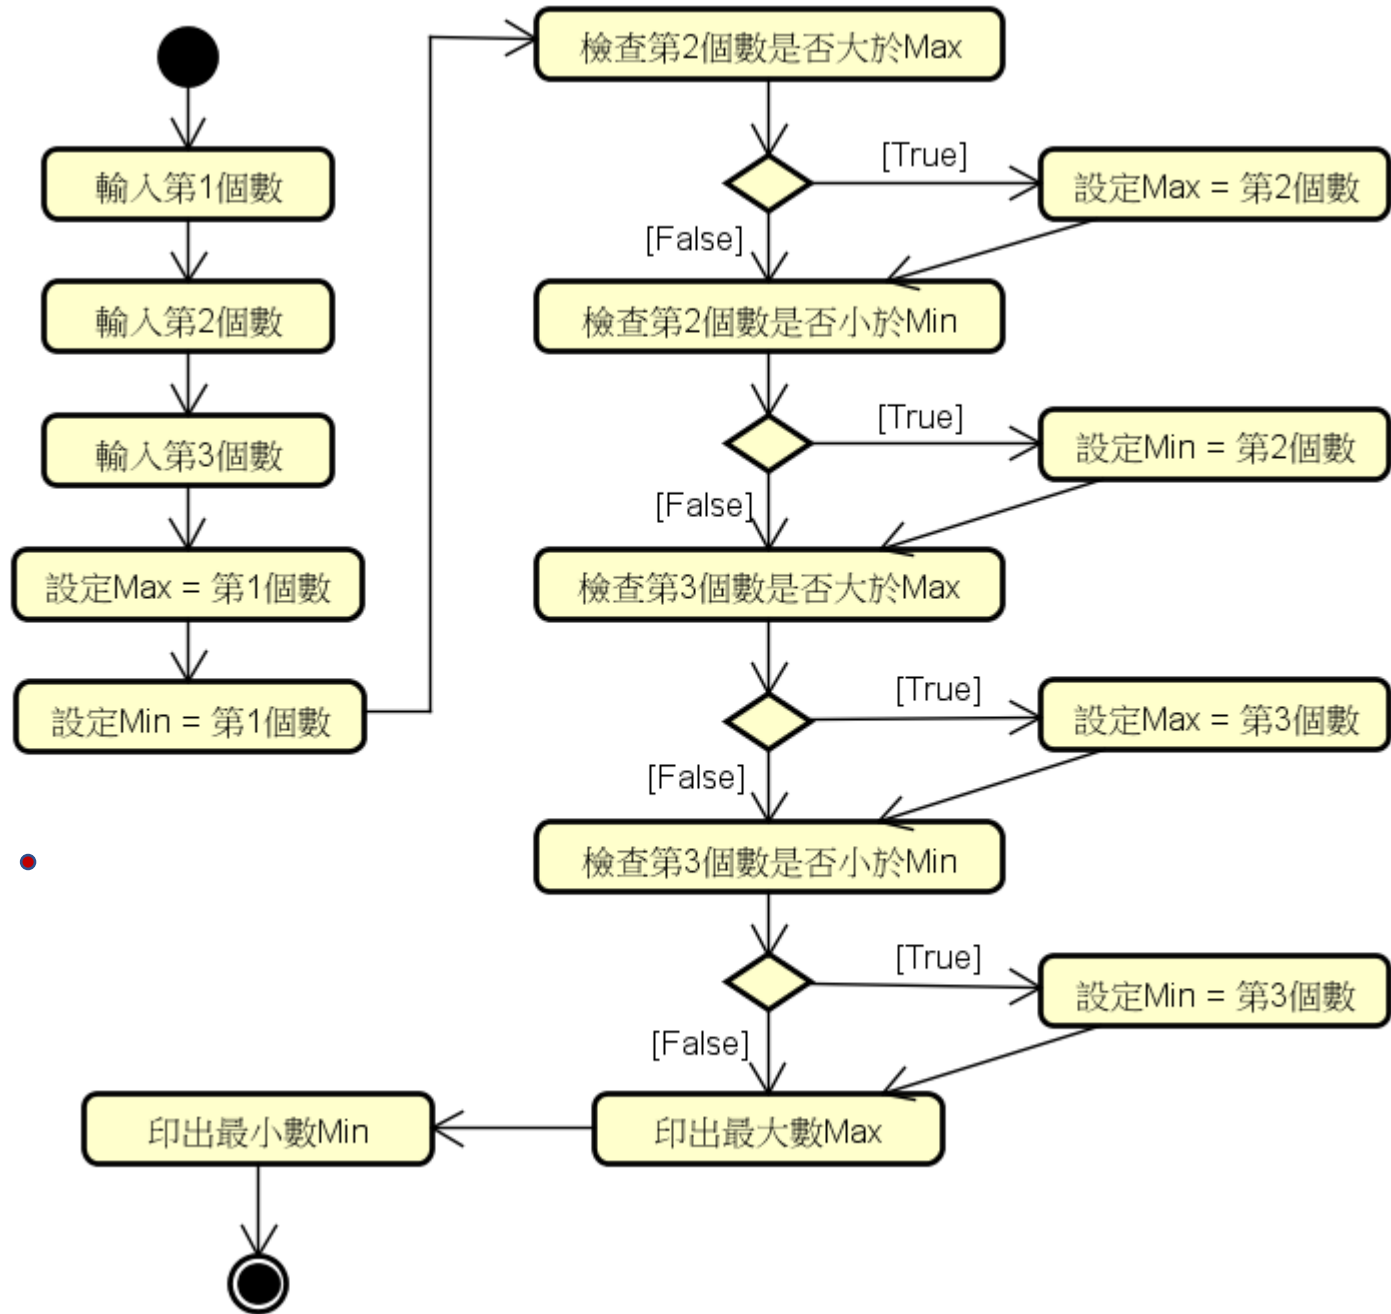 輸入第1個數
輸入第2個數
輸入第3個數
設定Max = 第1個數
設定Min = 第1個數
檢查第2個數是否大於Max
[True]
設定Max = 第2個數
[False]
檢查第2個數是否小於Min
[True]
設定Min = 第2個數
[False]
檢查第3個數是否大於Max
[True]
設定Max = 第3個數
[False]
檢查第3個數是否小於Min
[True]
設定Min = 第3個數
[False]
印出最大數Max
印出最小數Min